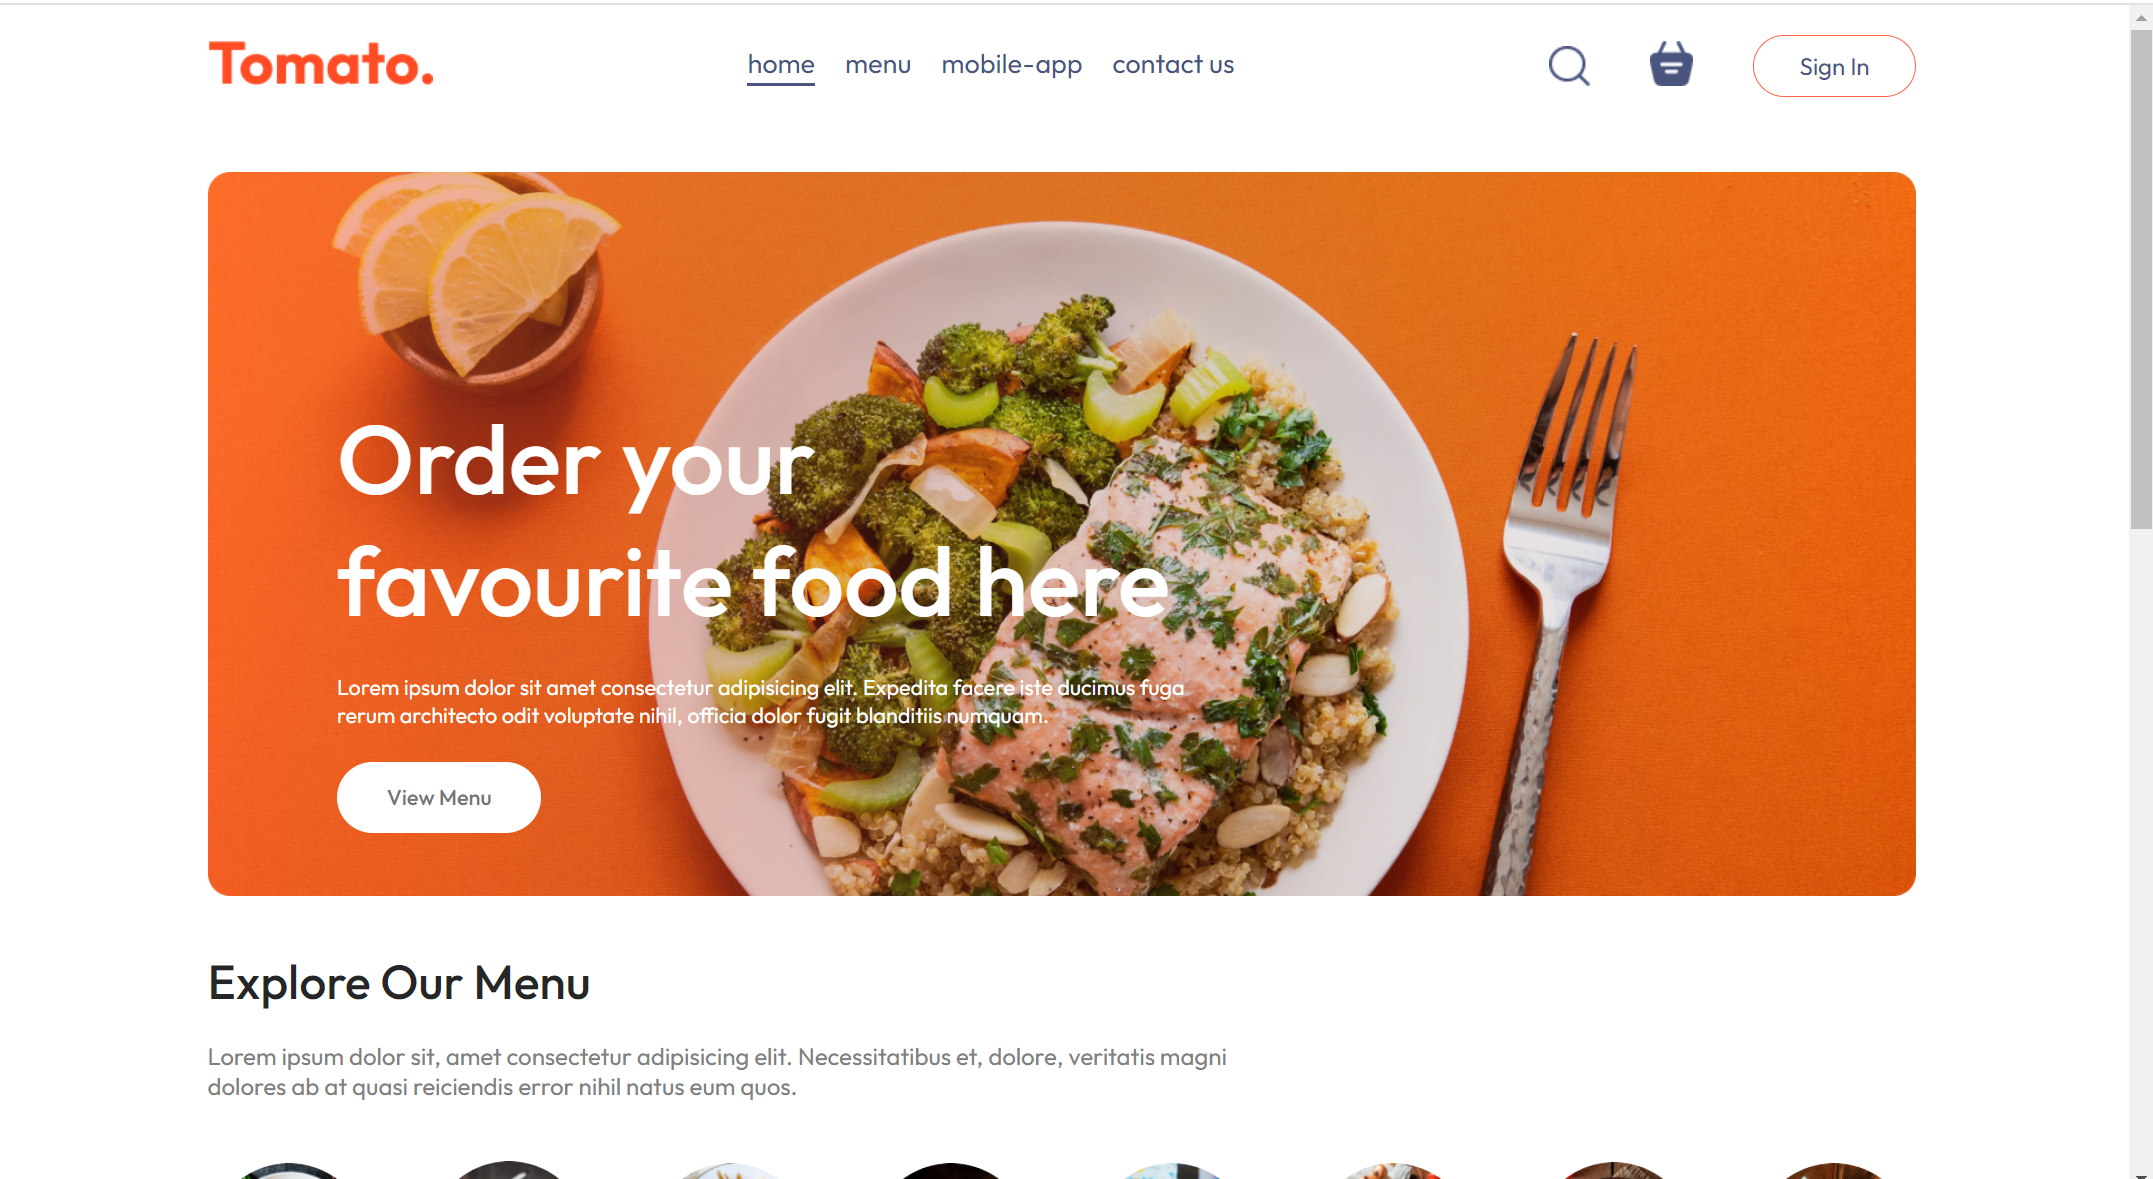 Tomato.
home menu mobile-app contact us
Sign In
Order your
favourite food here
Lorem ipsum dolor sit amet consectetur adipisicing elit. Expedita facere iste ducimus fuga
rerum architecto odit voluptate nihil, officia dolor fugit blanditiis numquam.
View Menu
Explore Our Menu
Lorem ipsum dolor sit, amet consectetur adipisicing elit. Necessitatibus et, dolore, veritatis magni
dolores ab at quasi reiciendis error nihil natus eum quos.